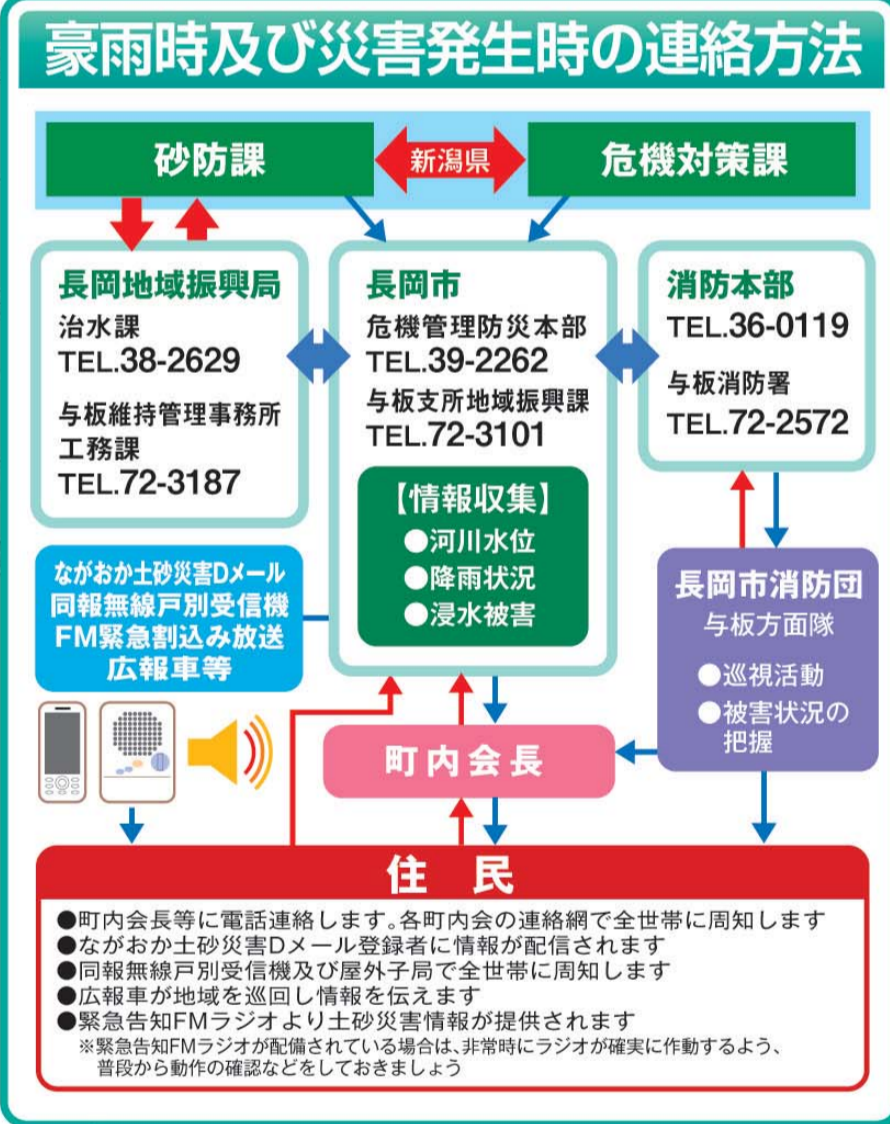 豪雨時及び災害発生時の連絡方法
砂防課
新潟県
危機対策課
長岡地域振興局
治水課
TEL.38-2629
与板維持管理事務所
工務課
TEL.72-3187
長岡市
危機管理防災本部
TEL.39-2262
与板支所地域振興課
TEL.72-3101
【情報収集】
●河川水位
●降雨状況
●浸水被害
消防本部
TEL.36-0119
与板消防署
TEL.72-2572
ながおか土砂災害Dメール
同報無線戸別受信機
FM緊急割込み放送
広報車等
長岡市消防団
与板方面隊
●巡視活動
●被害状況の
把握
町内会長
住 民
●町内会長等に電話連絡します。各町内会の連絡網で全世帯に周知します
●ながおか土砂災害Dメール登録者に情報が配信されます
●同報無線戸別受信機及び屋外子局で全世帯に周知します
●広報車が地域を巡回し情報を伝えます
●緊急告知FMラジオより土砂災害情報が提供されます
※緊急告知FMラジオが配備されている場合は、非常時にラジオが確実に作動するよう、
普段から動作の確認などをしておきましょう